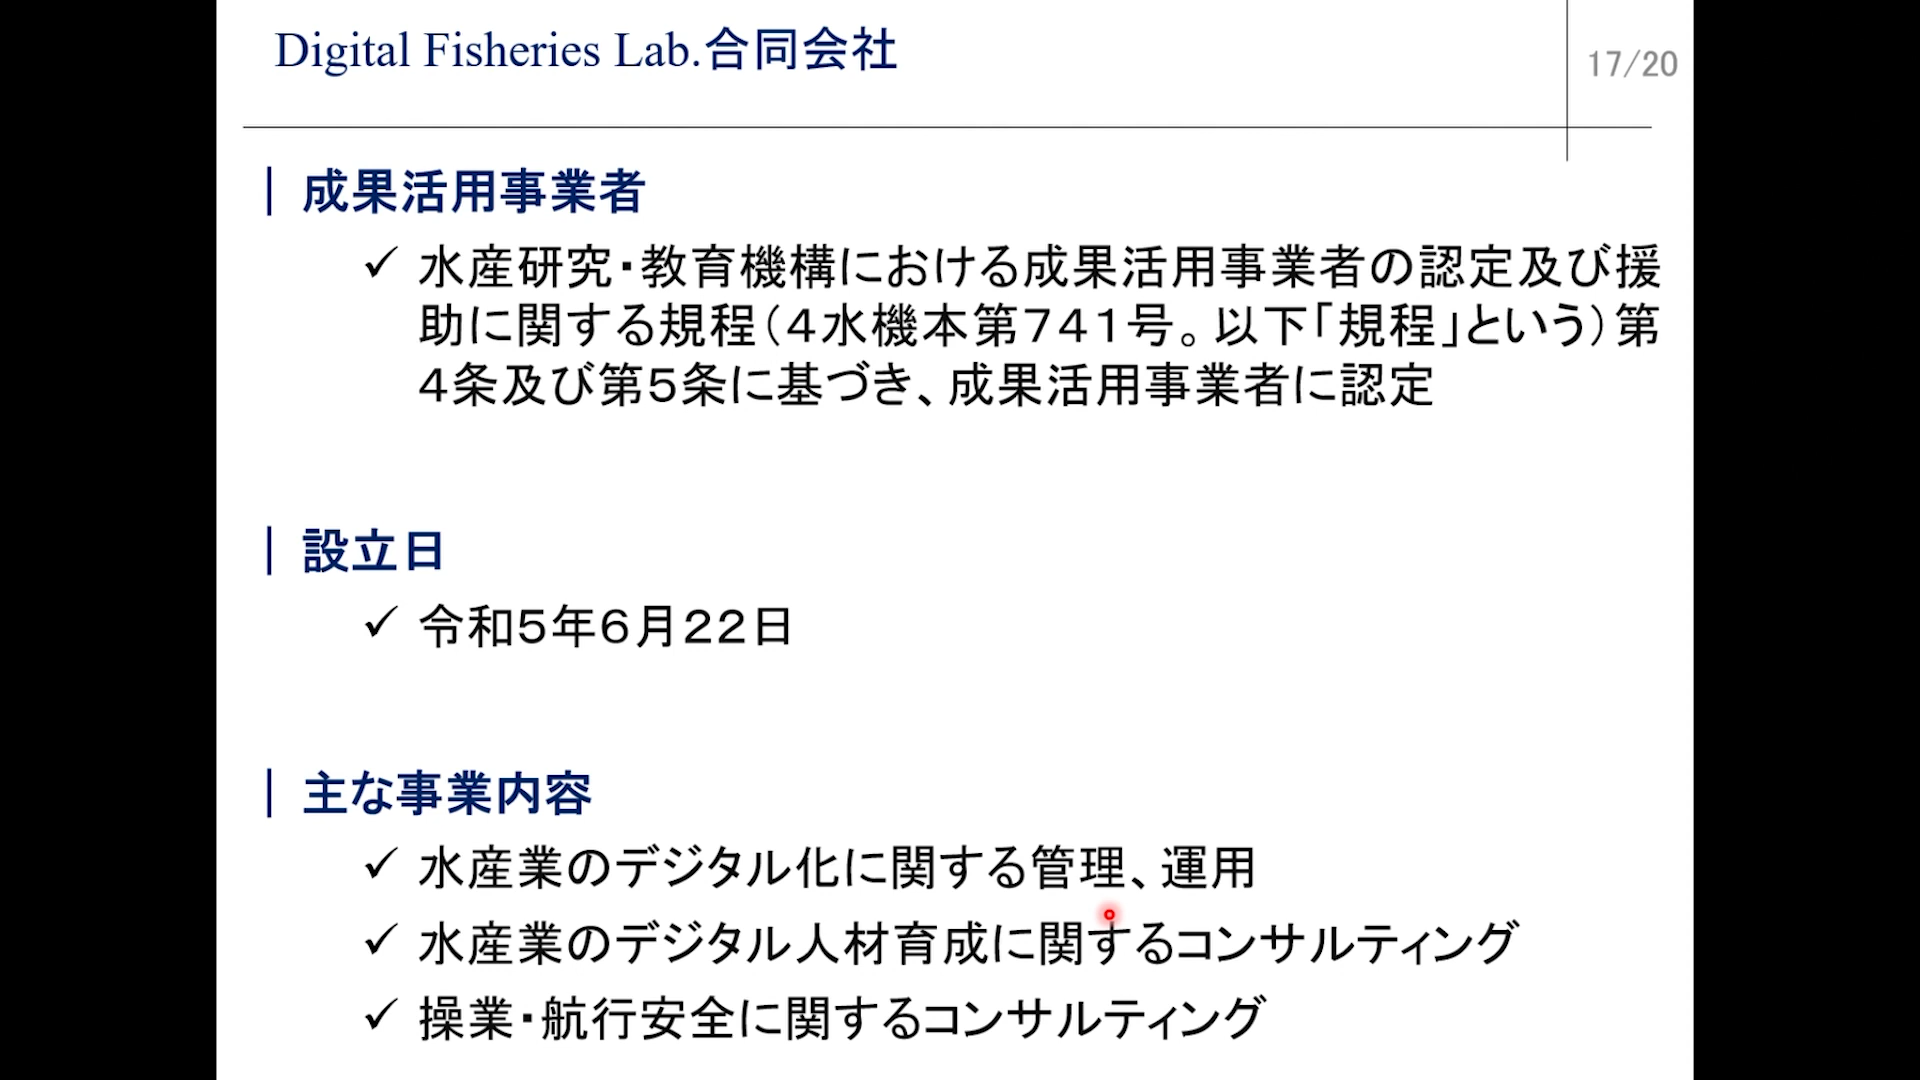 Digital Fisheries Lab.合同会社
17/20
成果活用事業者
✓ 水産研究・教育機構における成果活用事業者の認定及び援
助に関する規程（４水機本第７４１号。以下「規程」という）第
４条及び第５条に基づき、成果活用事業者に認定
設立日
✓ 令和５年６月２２日
主な事業内容
✓ 水産業のデジタル化に関する管理、運用
✓ 水産業のデジタル人材育成に関するコンサルティング
✓ 操業・航行安全に関するコンサルティング